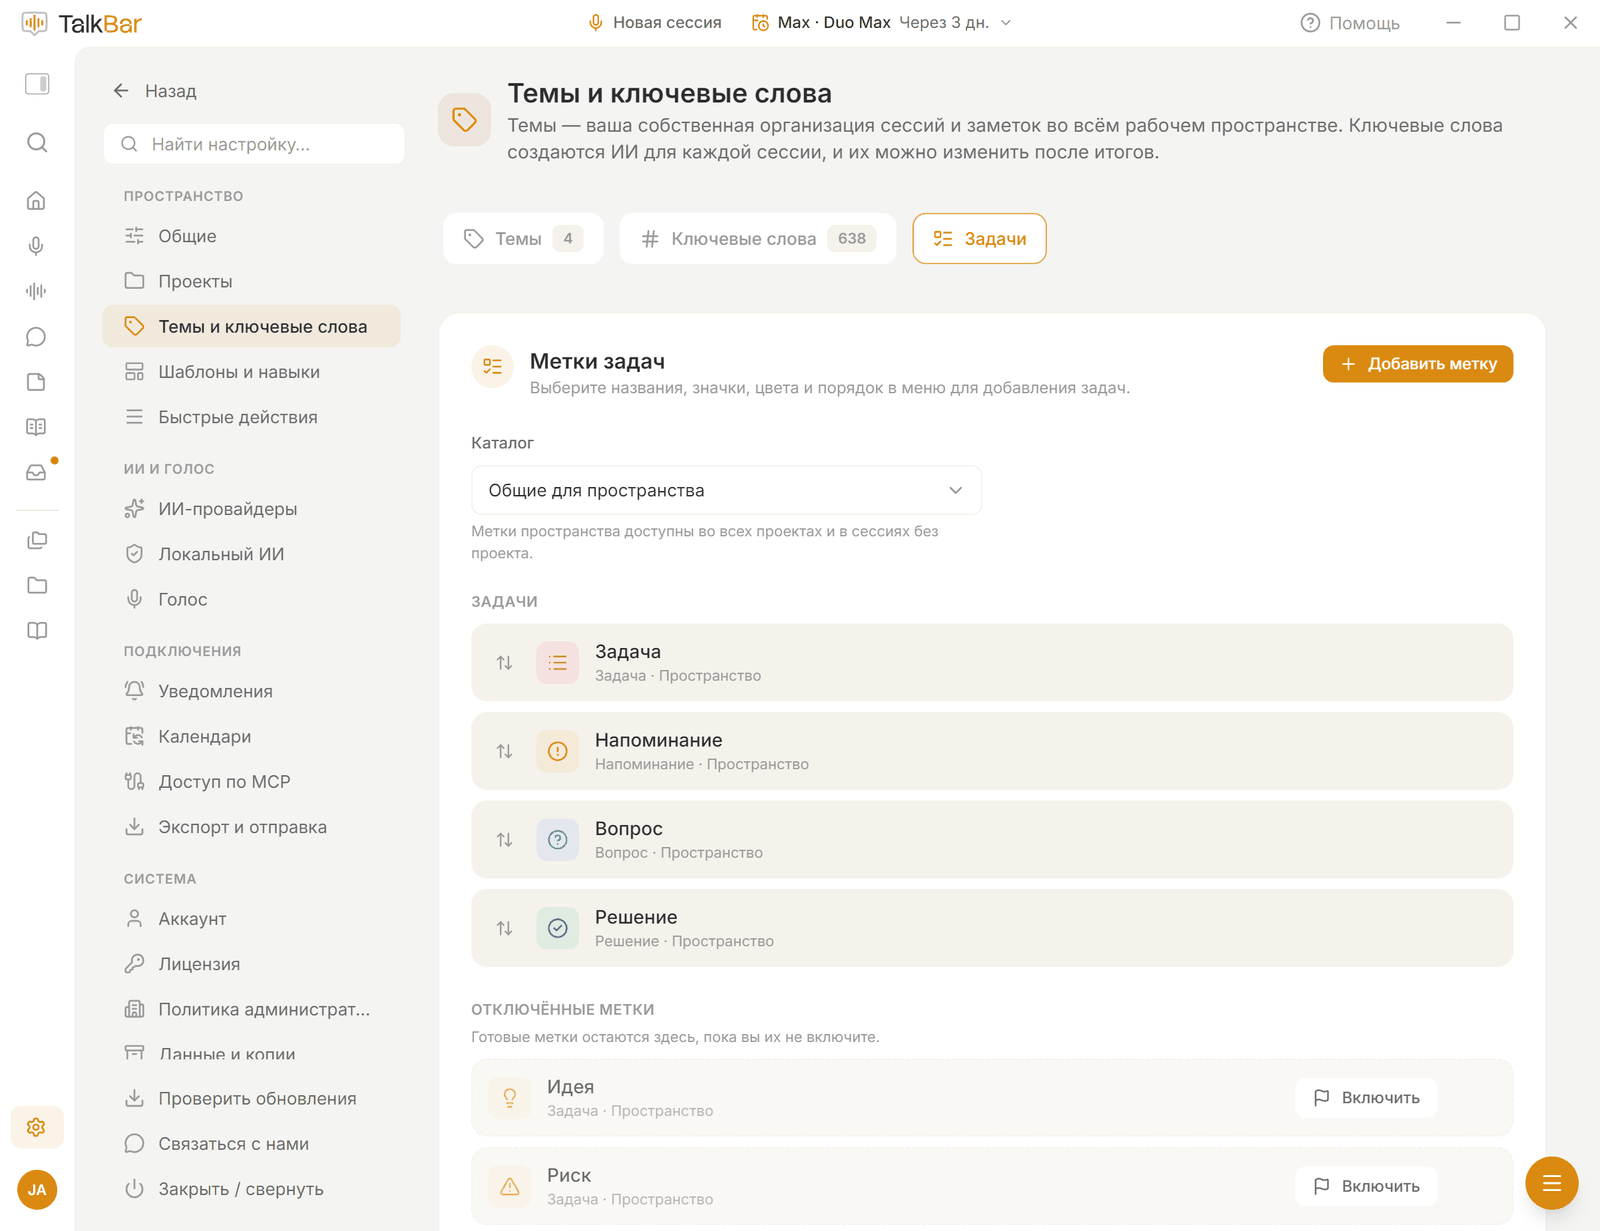 TalkBar
Новая сессия
Max · Duo Max Через 3 дн.
Помощь
Назад
Найти настройку...
ПРОСТРАНСТВО
Общие
Проекты
Темы и ключевые слова
Шаблоны и навыки
Быстрые действия
ИИ И ГОЛОС
ИИ-провайдеры
Локальный ИИ
Голос
ПОДКЛЮЧЕНИЯ
Уведомления
Календари
Доступ по MCP
Экспорт и отправка
СИСТЕМА
Аккаунт
Лицензия
Политика администрат...
Данные и копии
Проверить обновления
Связаться с нами
Закрыть / свернуть
JA
Темы и ключевые слова
Темы — ваша собственная организация сессий и заметок во всём рабочем пространстве. Ключевые слова
создаются ИИ для каждой сессии, и их можно изменить после итогов.
Темы 4
Ключевые слова 638
Задачи
Метки задач
Выберите названия, значки, цвета и порядок в меню для добавления задач.
Добавить метку
Каталог
Общие для пространства
Метки пространства доступны во всех проектах и в сессиях без
проекта.
ЗАДАЧИ
Задача
Задача · Пространство
Напоминание
Напоминание · Пространство
Вопрос
Вопрос · Пространство
Решение
Решение · Пространство
ОТКЛЮЧЁННЫЕ МЕТКИ
Готовые метки остаются здесь, пока вы их не включите.
Идея
Задача · Пространство
Включить
Риск
Задача · Пространство
Включить